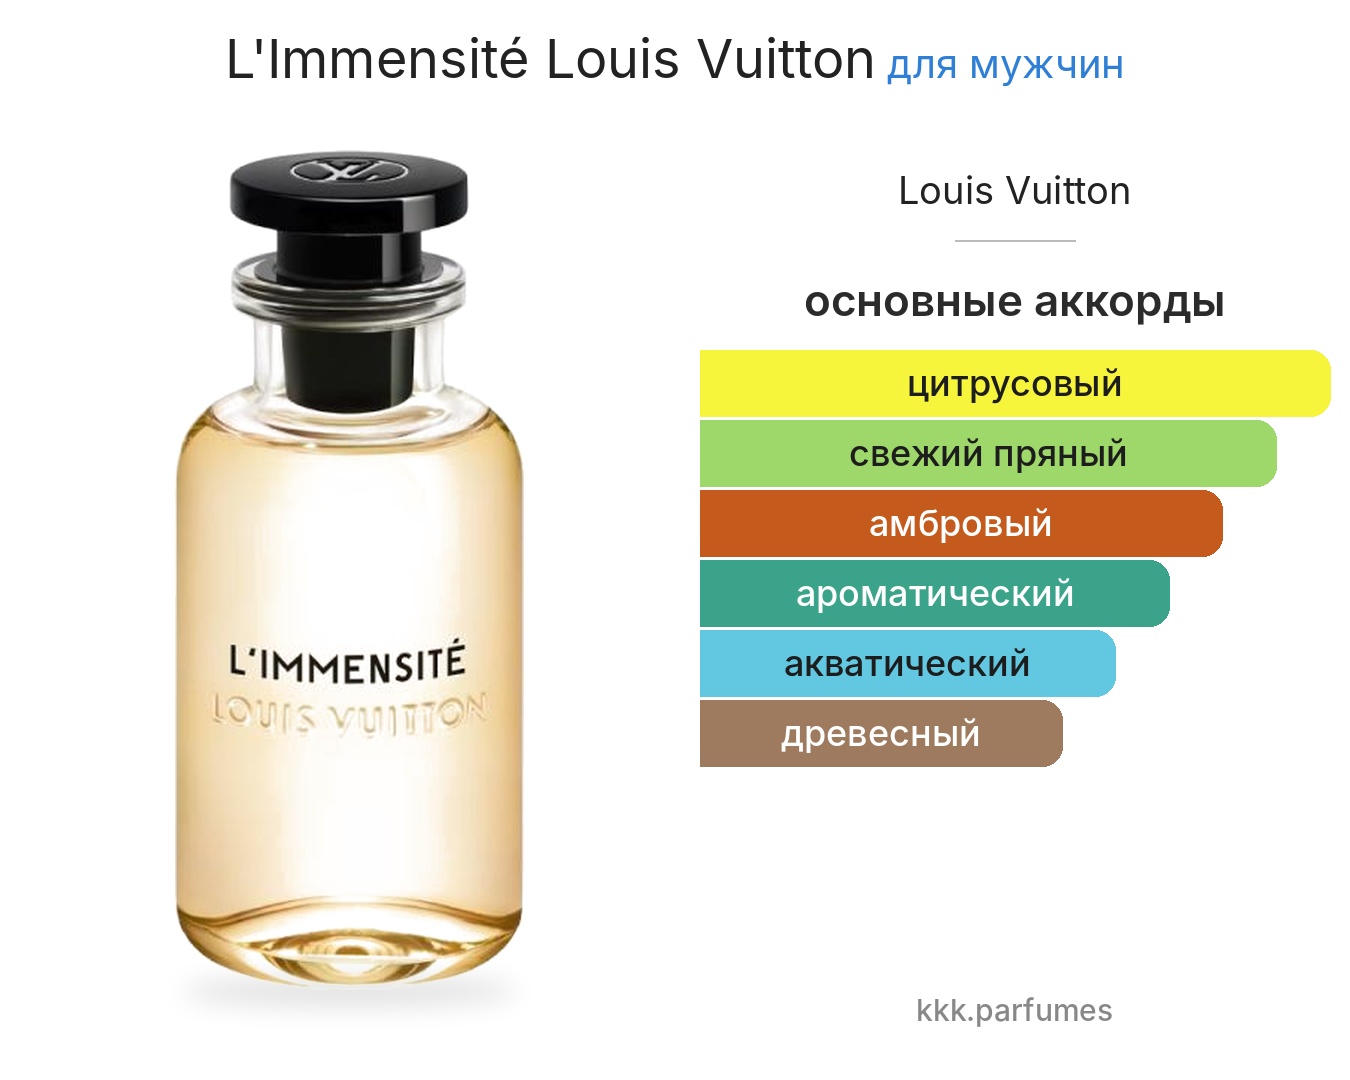 L'Immensité Louis Vuitton для мужчин
L'IMMENSITÉ
LOUIS VUITTON
Louis Vuitton
основные аккорды
цитрусовый
свежий пряный
амбровый
ароматический
акватический
древесный
kkk.parfumes